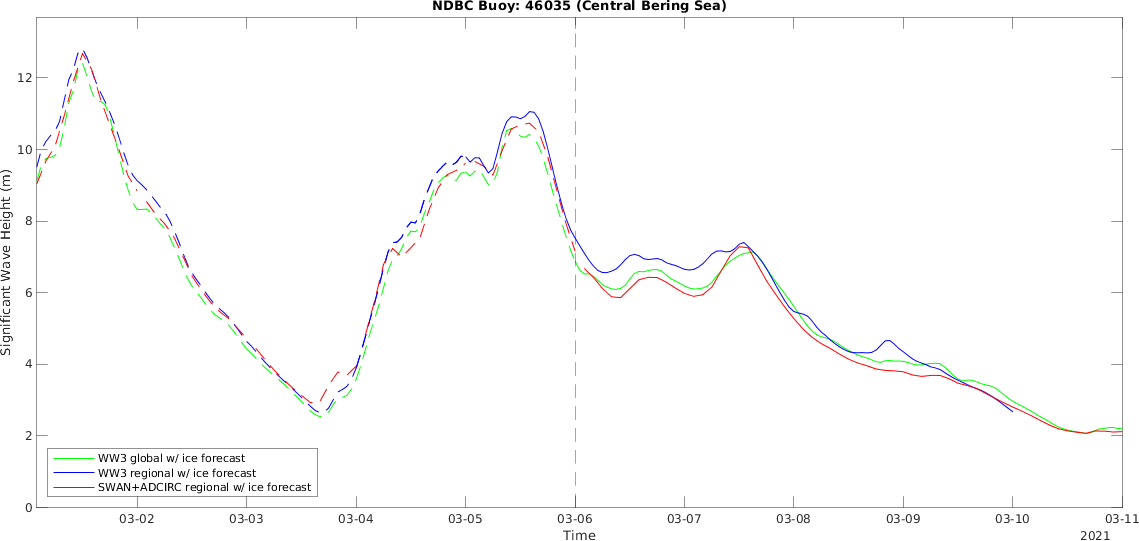 NDBC Buoy: 46035 (Central Bering Sea)
Significant Wave Height (m)
12
10
8
6
4
2
0
WW3 global w/ ice forecast
WW3 regional w/ ice forecast
SWAN+ADCIRC regional w/ ice forecast
03-02 03-03 03-04 03-05 03-06 03-07 03-08 03-09 03-10 03-11
Time
2021